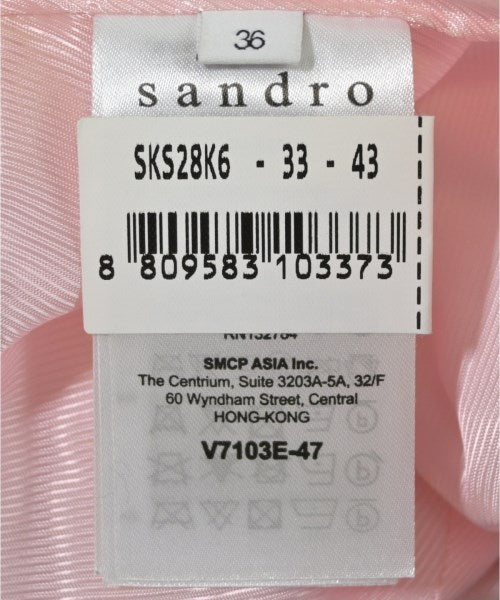 36
sandro
SKS28K6 - 33 - 43
8 809583 103373
RN132784
SMCP ASIA Inc.
The Centrium, Suite 3203A-5A, 32/F
60 Wyndham Street, Central
HONG-KONG
V7103E-47